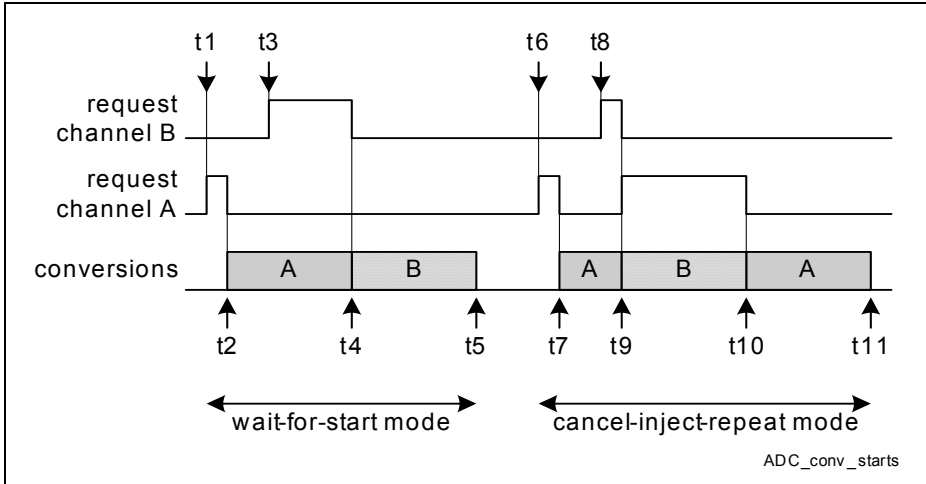 t1 t3 t6 t8
request
channel B
request
channel A
conversions A B A B A
t2 t4 t5 t7 t9 t10 t11
wait-for-start mode cancel-inject-repeat mode
ADC_conv_starts